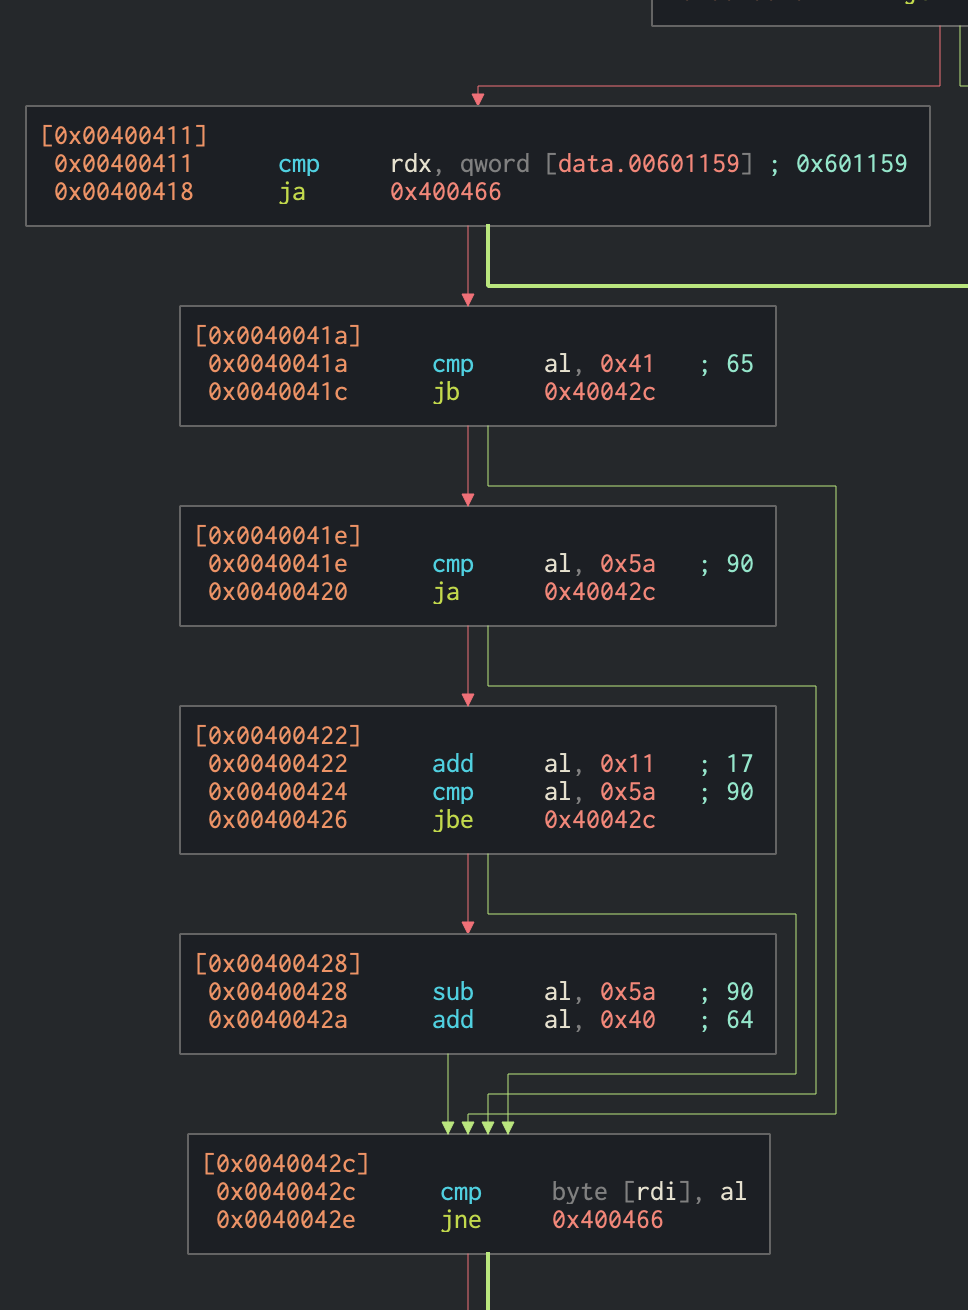 [0x00400411]
0x00400411 cmp rdx, qword [data.00601159] ; 0x601159
0x00400418 ja 0x400466
[0x0040041a]
0x0040041a cmp al, 0x41 ; 65
0x0040041c jb 0x40042c
[0x0040041e]
0x0040041e cmp al, 0x5a ; 90
0x00400420 ja 0x40042c
[0x00400422]
0x00400422 add al, 0x11 ; 17
0x00400424 cmp al, 0x5a ; 90
0x00400426 jbe 0x40042c
[0x00400428]
0x00400428 sub al, 0x5a ; 90
0x0040042a add al, 0x40 ; 64
[0x0040042c]
0x0040042c cmp byte [rdi], al
0x0040042e jne 0x400466